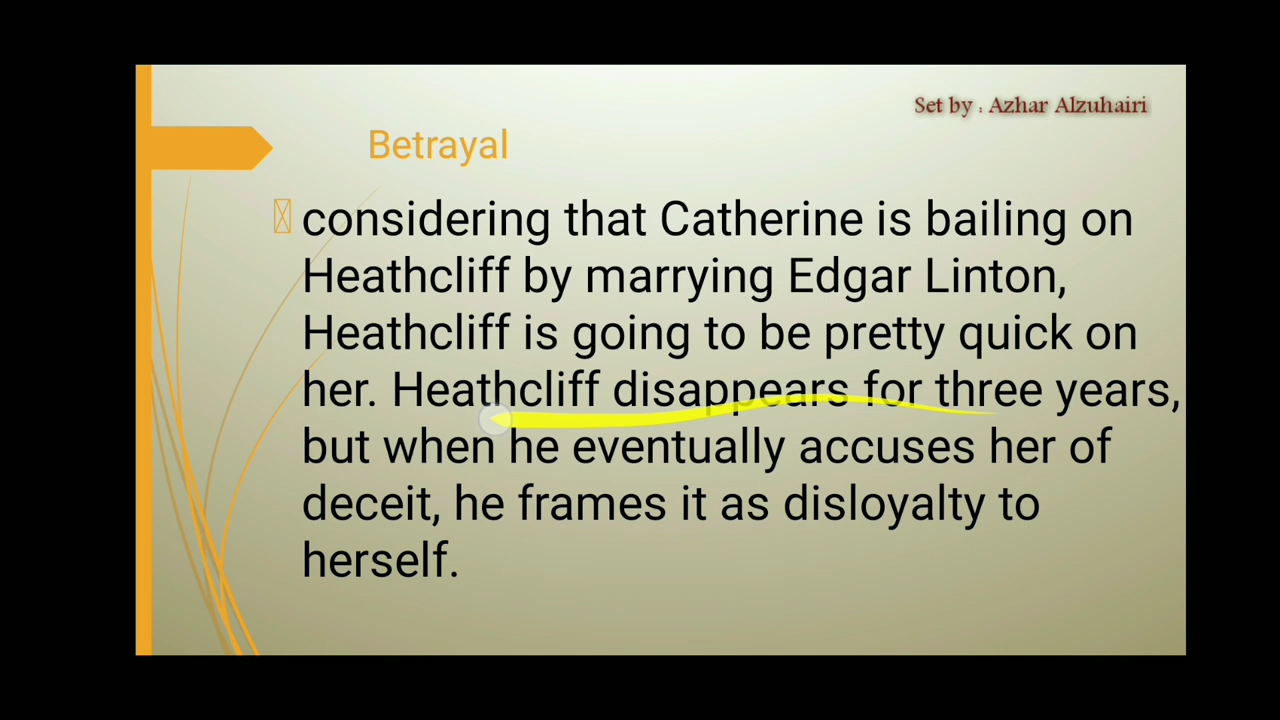 Set by : Azhar Alzuhairi
Betrayal
considering that Catherine is bailing on
Heathcliff by marrying Edgar Linton,
Heathcliff is going to be pretty quick on
her. Heathcliff disappears for three years,
but when he eventually accuses her of
deceit, he frames it as disloyalty to
herself.